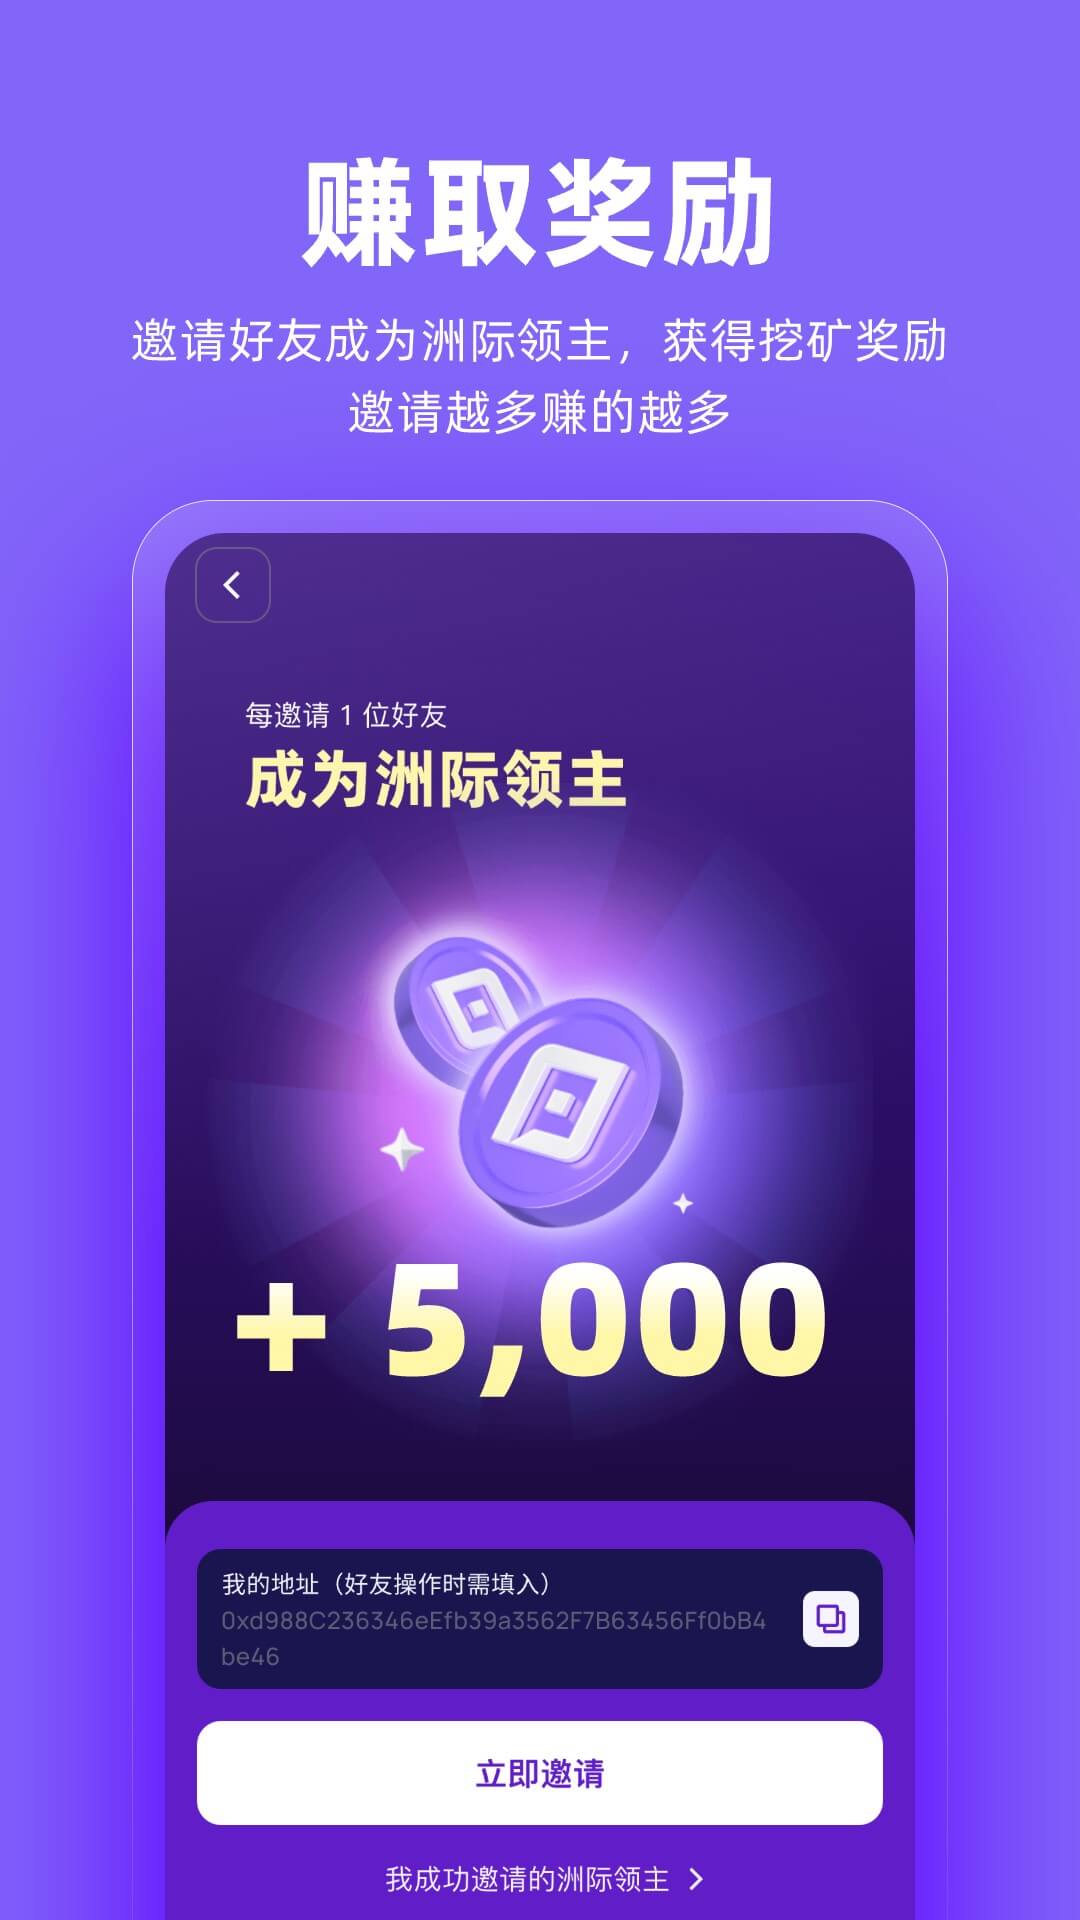 赚取奖励
邀请好友成为洲际领主，获得挖矿奖励
邀请越多赚的越多
每邀请 1 位好友
成为洲际领主
+ 5,000
我的地址（好友操作时需填入）
0xd988C236346eEfb39a3562F7B63456Ff0bB4
be46
立即邀请
我成功邀请的洲际领主